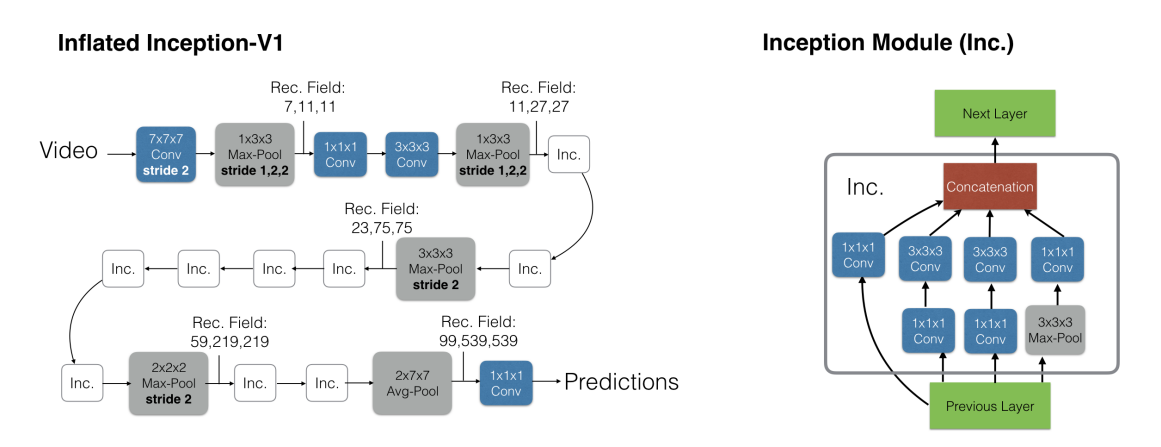 Inflated Inception-V1
Rec. Field:
7,11,11
Rec. Field:
11,27,27
Video
7x7x7
Conv
stride 2
1x3x3
Max-Pool
stride 1,2,2
1x1x1
Conv
3x3x3
Conv
1x3x3
Max-Pool
stride 1,2,2
Inc.
Rec. Field:
23,75,75
Inc.
Inc.
Inc.
Inc.
3x3x3
Max-Pool
stride 2
Inc.
Rec. Field:
59,219,219
Rec. Field:
99,539,539
Inc.
2x2x2
Max-Pool
stride 2
Inc.
Inc.
2x7x7
Avg-Pool
1x1x1
Conv
Predictions
Inception Module (Inc.)
Next Layer
Inc.
Concatenation
1x1x1
Conv
3x3x3
Conv
3x3x3
Conv
1x1x1
Conv
1x1x1
Conv
1x1x1
Conv
3x3x3
Max-Pool
Previous Layer